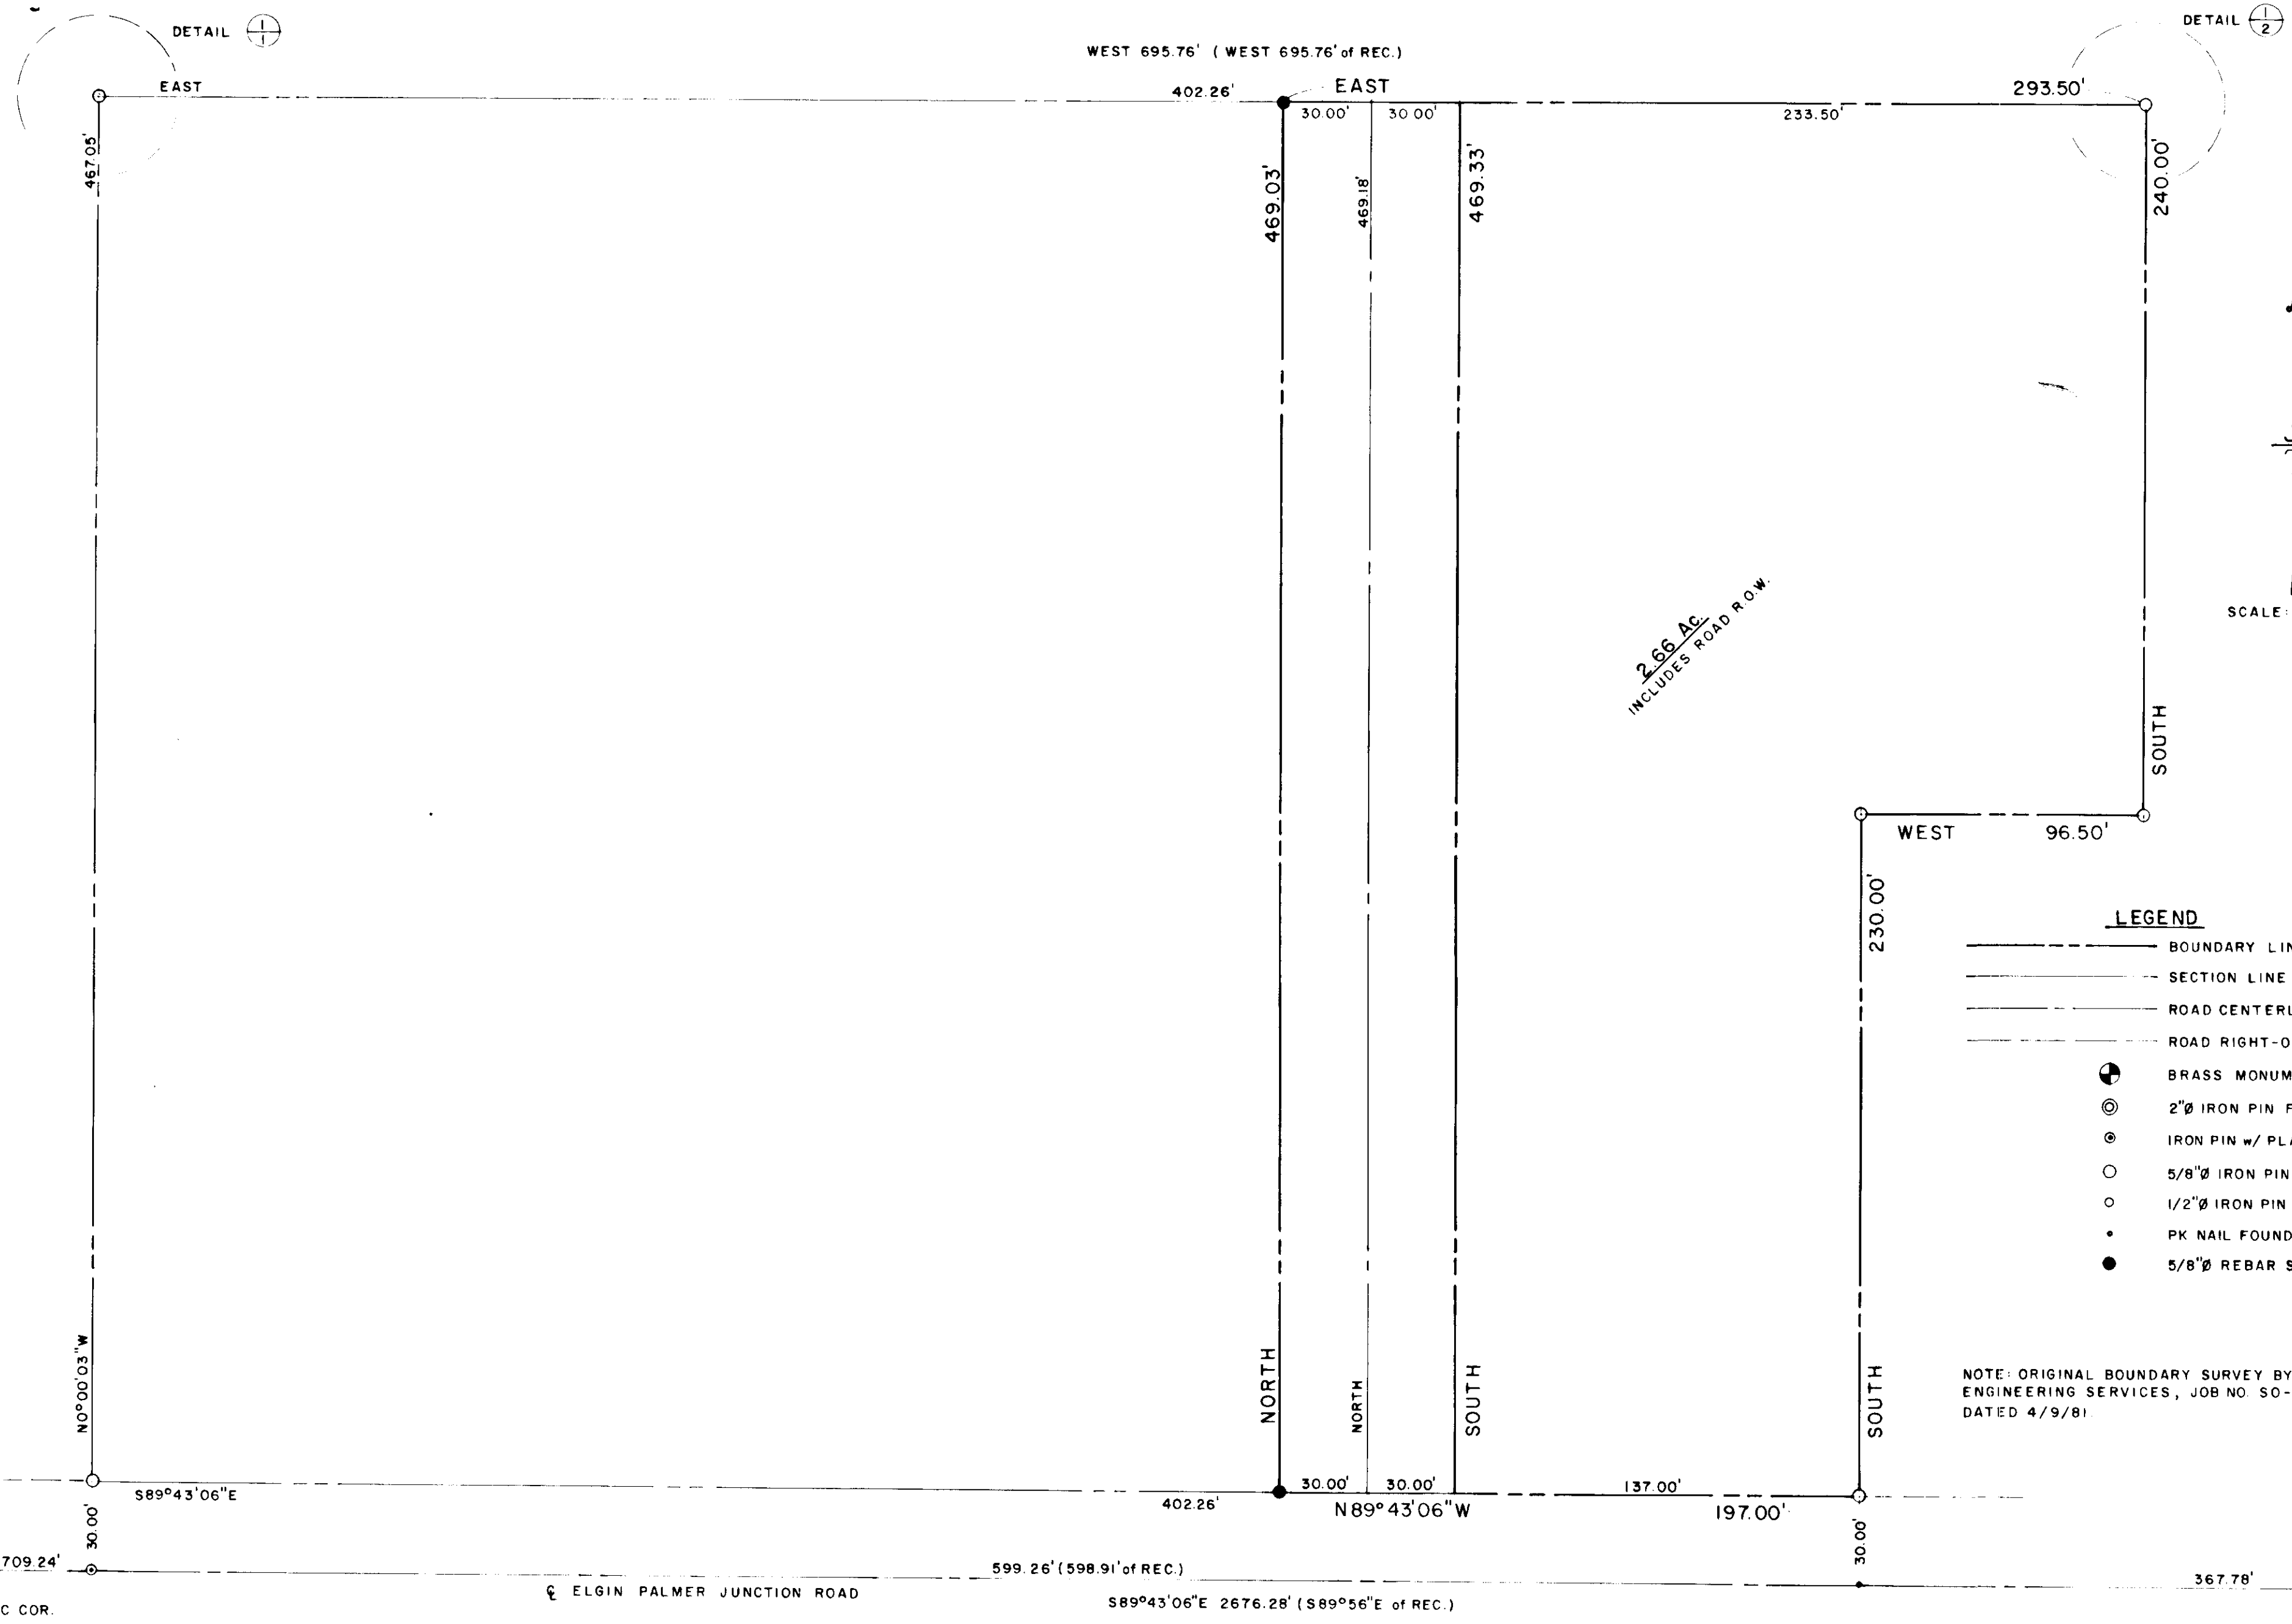 DETAIL 1 1
DETAIL 1 2
WEST 695.76' ( WEST 695.76' of REC.)
EAST
402.26'
EAST
293.50'
30.00'
30 00'
233.50'
467.05'
469.03'
469.18'
469.33'
240.00'
2.66 Ac.
INCLUDES ROAD R.O.W.
SCALE:
SOUTH
WEST
96.50'
230.00'
LEGEND
BOUNDARY LIN
SECTION LINE
ROAD CENTERL
ROAD RIGHT-O
BRASS MONUM
2"Ø IRON PIN F
IRON PIN w/ PLA
5/8"Ø IRON PIN
1/2"Ø IRON PIN
PK NAIL FOUND
5/8"Ø REBAR S
N0°00'03"W
NORTH
NORTH
SOUTH
SOUTH
NOTE: ORIGINAL BOUNDARY SURVEY BY
ENGINEERING SERVICES, JOB NO. SO-
DATED 4/9/81.
S89°43'06"E
402.26'
30.00'
30.00'
N89°43'06"W
137.00'
197.00'
30.00'
30.00'
709.24'
599.26' (598.91' of REC.)
367.78'
℄ ELGIN PALMER JUNCTION ROAD
S89°43'06"E 2676.28' (S89°56"E of REC.)
C COR.